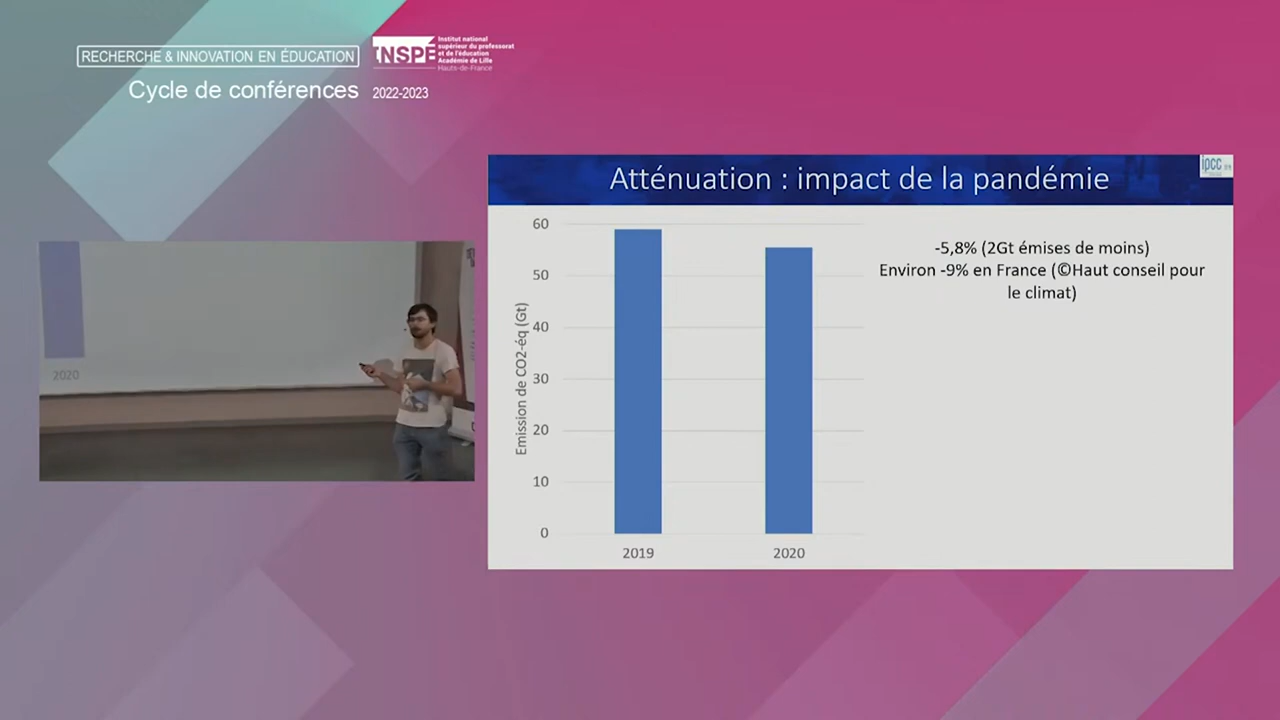 RECHERCHE & INNOVATION EN ÉDUCATION
INSPÉ
Institut national
supérieur du professorat
et de l'éducation
Académie de Lille
Hauts-de-France
Cycle de conférences 2022-2023
Atténuation : impact de la pandémie
ipcc
60
50
40
30
20
10
0
Emission de CO2-éq (Gt)
2019
2020
-5,8% (2Gt émises de moins)
Environ -9% en France (©Haut conseil pour
le climat)
2020